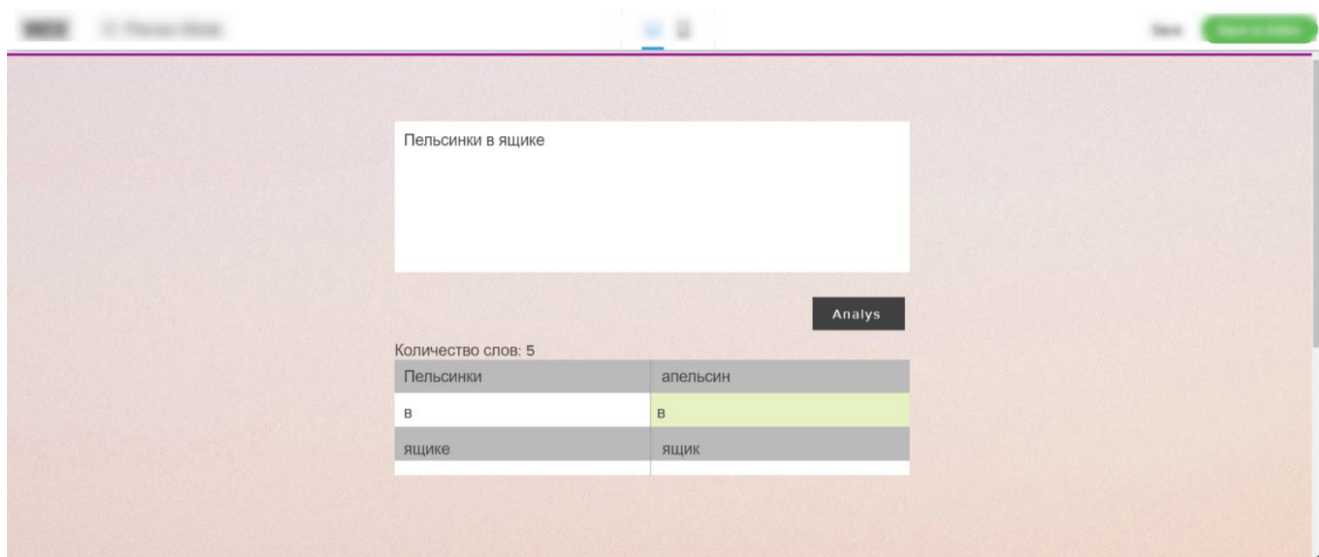 Пельсинки в ящике
Analys
Количество слов: 5
Пельсинки апельсин
в в
ящике ящик